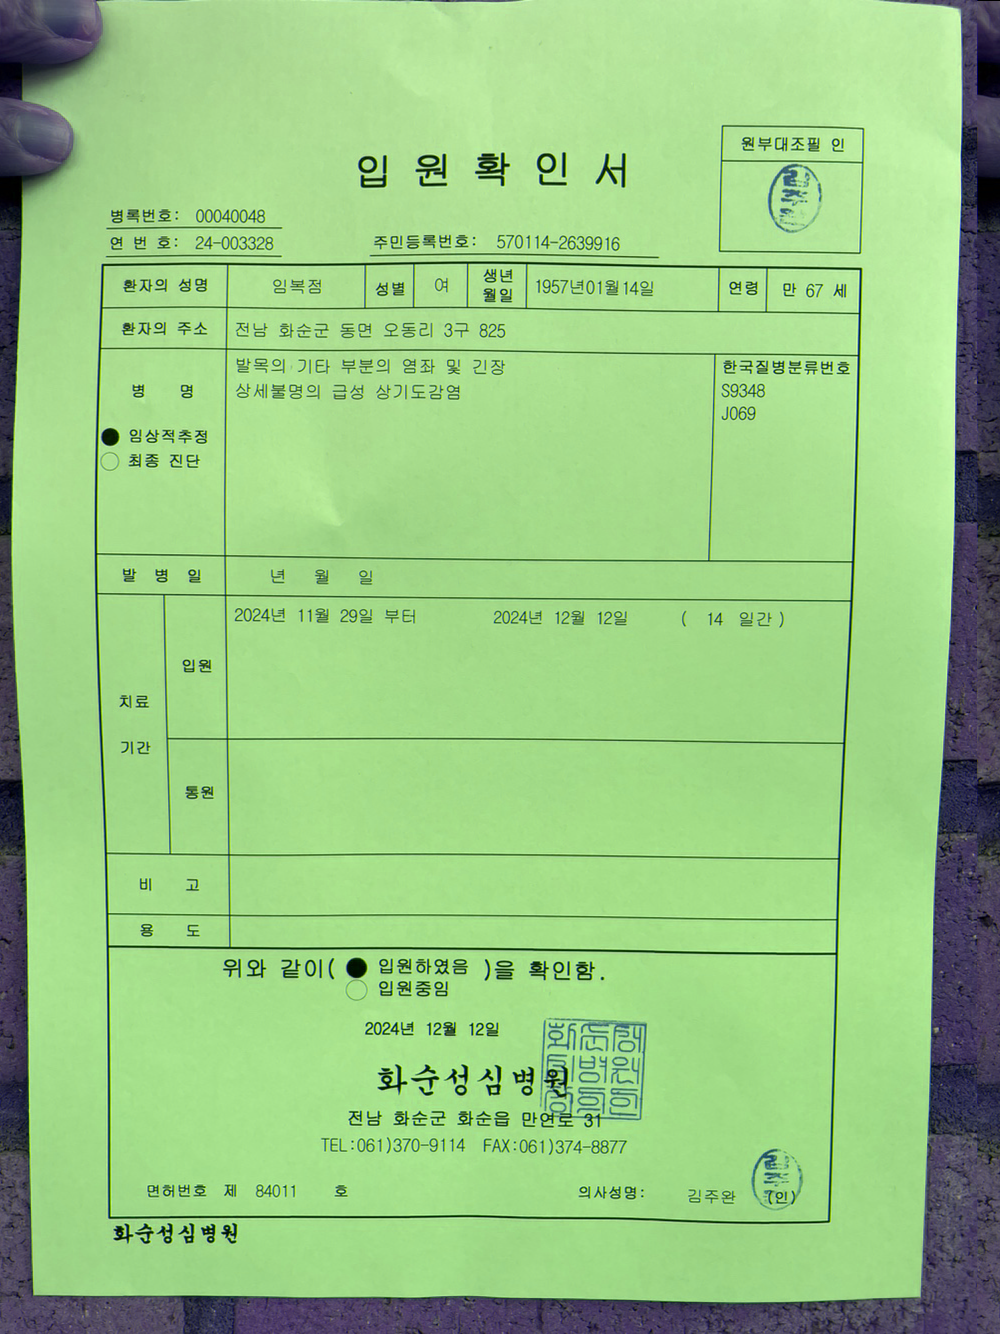 원부대조필 인
입 원 확 인 서
병록번호: 00040048
연 번 호: 24-003328 주민등록번호: 570114-2639916
환자의 성명 임복점 성별 여 생년월일 1957년01월14일 연령 만 67 세
환자의 주소 전남 화순군 동면 오동리 3구 825
병 명 발목의 기타 부분의 염좌 및 긴장 한국질병분류번호
상세불명의 급성 상기도감염 S9348
J069
● 임상적추정
○ 최종 진단
발 병 일 년 월 일
치료 기간
입원 2024년 11월 29일 부터 2024년 12월 12일 ( 14 일간 )
통원
비 고
용 도
위와 같이( ● 입원하였음 )을 확인함.
○ 입원중임
2024년 12월 12일
화순성심병원
전남 화순군 화순읍 만연로 31
TEL:061)370-9114 FAX:061)374-8877
면허번호 제 84011 호 의사성명: 김주완 (인)
화순성심병원